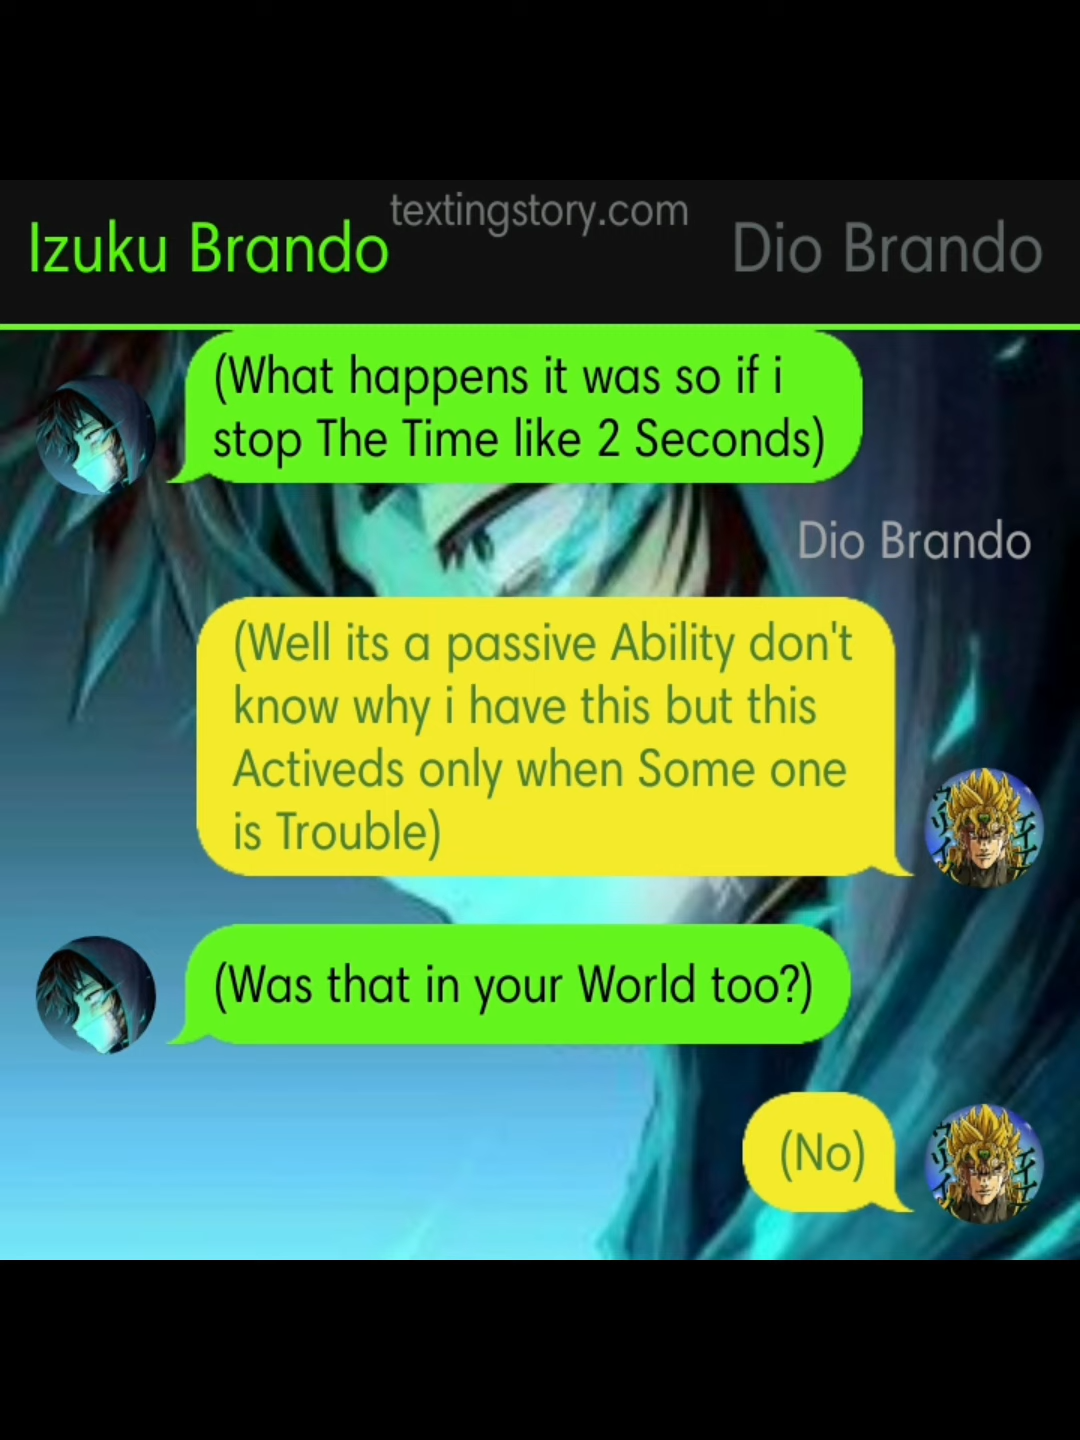 textingstory.com
Izuku Brando
Dio Brando
(What happens it was so if i
stop The Time like 2 Seconds)
Dio Brando
(Well its a passive Ability don't
know why i have this but this
Activeds only when Some one
is Trouble)
(Was that in your World too?)
(No)